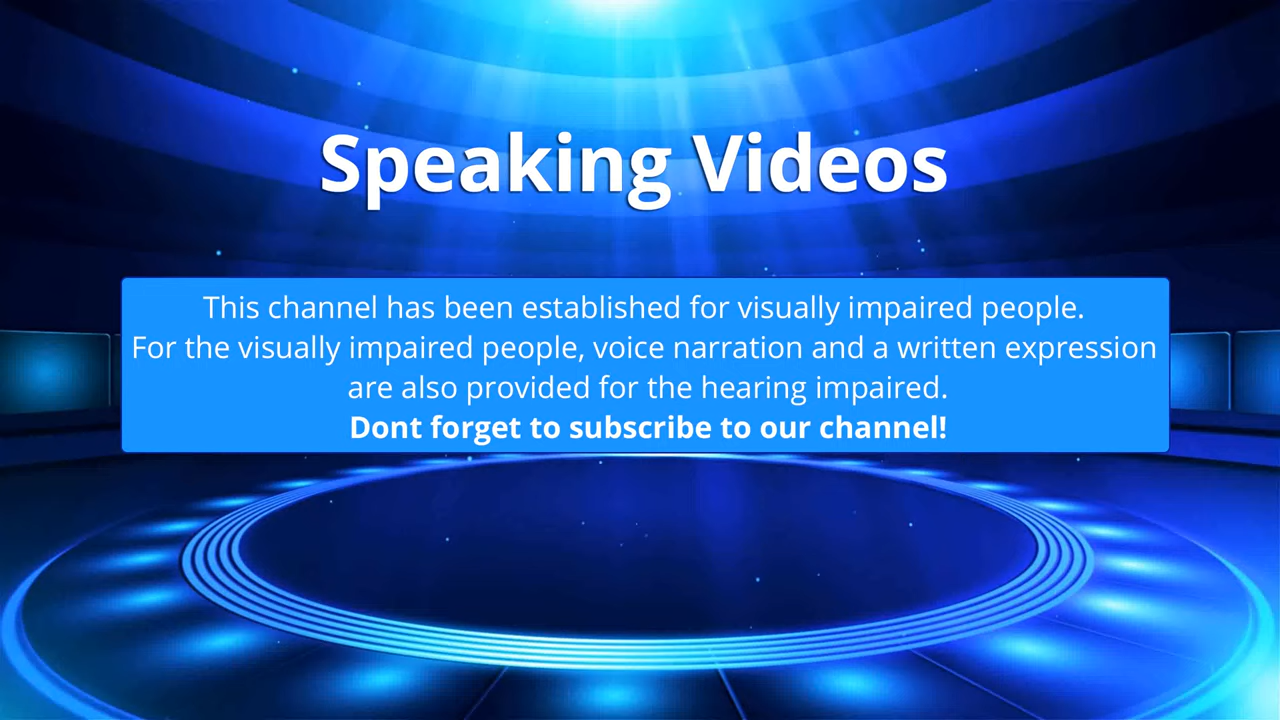 Speaking Videos
This channel has been established for visually impaired people.
For the visually impaired people, voice narration and a written expression
are also provided for the hearing impaired.
Dont forget to subscribe to our channel!